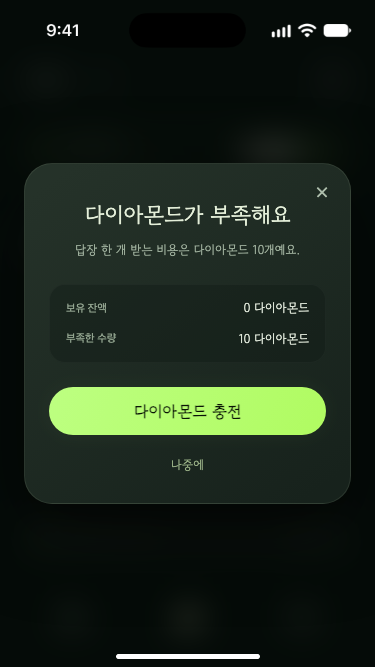 9:41
다이아몬드가 부족해요
답장 한 개 받는 비용은 다이아몬드 10개예요.
보유 잔액
0 다이아몬드
부족한 수량
10 다이아몬드
다이아몬드 충전
나중에